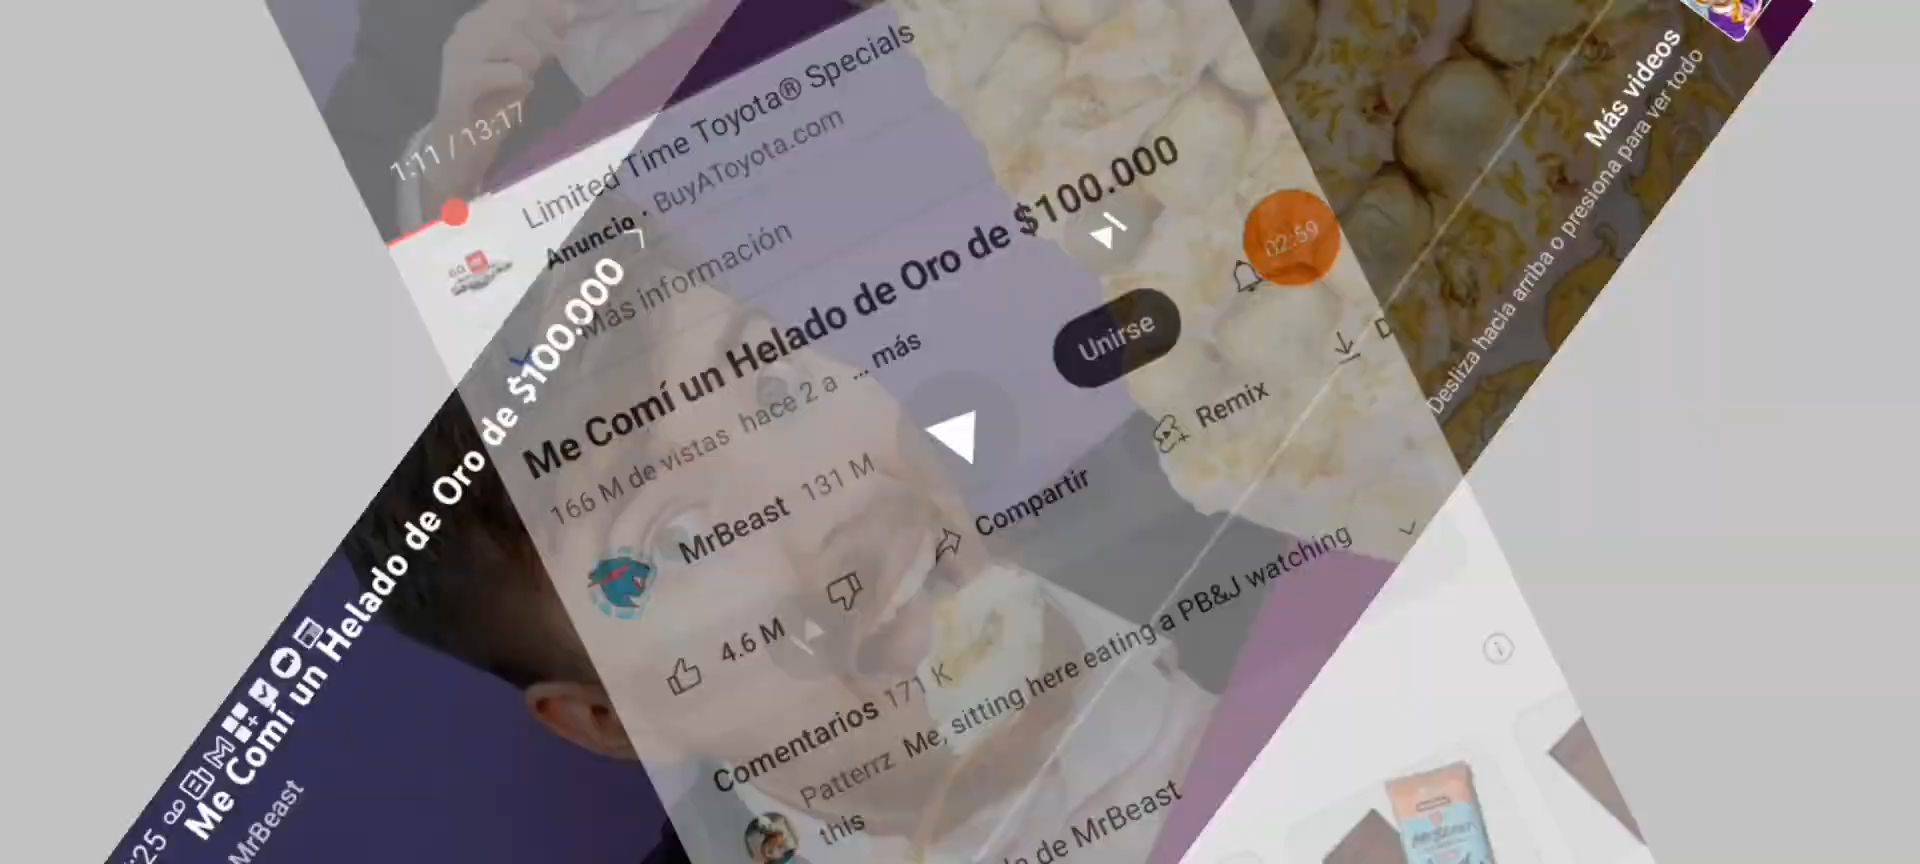 1:11 / 13:17
Limited Time Toyota® Specials
Anuncio · BuyAToyota.com
Más información
Me Comí un Helado de Oro de $100.000
166 M de vistas hace 2 a ... más
MrBeast 131 M
Unirse
02:59
4.6 M
Compartir
Remix
D
Comentarios 171 K
Patterrz Me, sitting here eating a PB&J watching
this
de MrBeast
:25
Me Comí un Helado de Oro de $100.000
MrBeast
Más videos
Desliza hacia arriba o presiona para ver todo